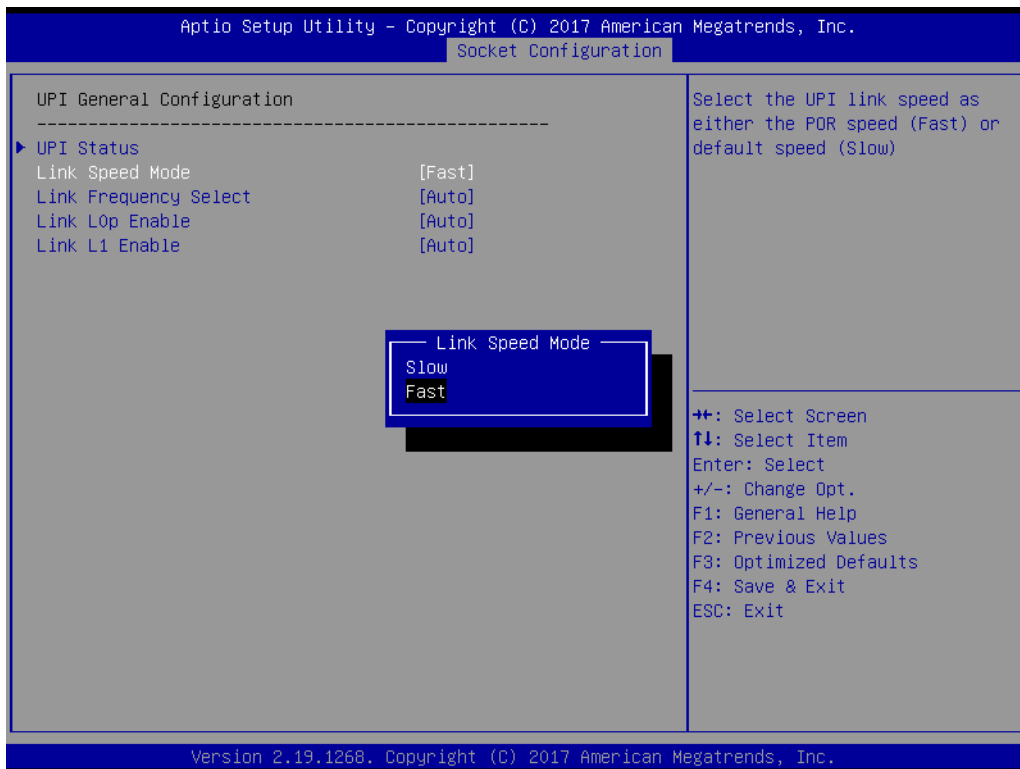 Aptio Setup Utility – Copyright (C) 2017 American Megatrends, Inc.
Socket Configuration
UPI General Configuration
--------------------------------------------------
UPI Status
Link Speed Mode [Fast]
Link Frequency Select [Auto]
Link L0p Enable [Auto]
Link L1 Enable [Auto]
Link Speed Mode
Slow
Fast
Select the UPI link speed as
either the POR speed (Fast) or
default speed (Slow)
→←: Select Screen
↑↓: Select Item
Enter: Select
+/-: Change Opt.
F1: General Help
F2: Previous Values
F3: Optimized Defaults
F4: Save & Exit
ESC: Exit
Version 2.19.1268. Copyright (C) 2017 American Megatrends, Inc.